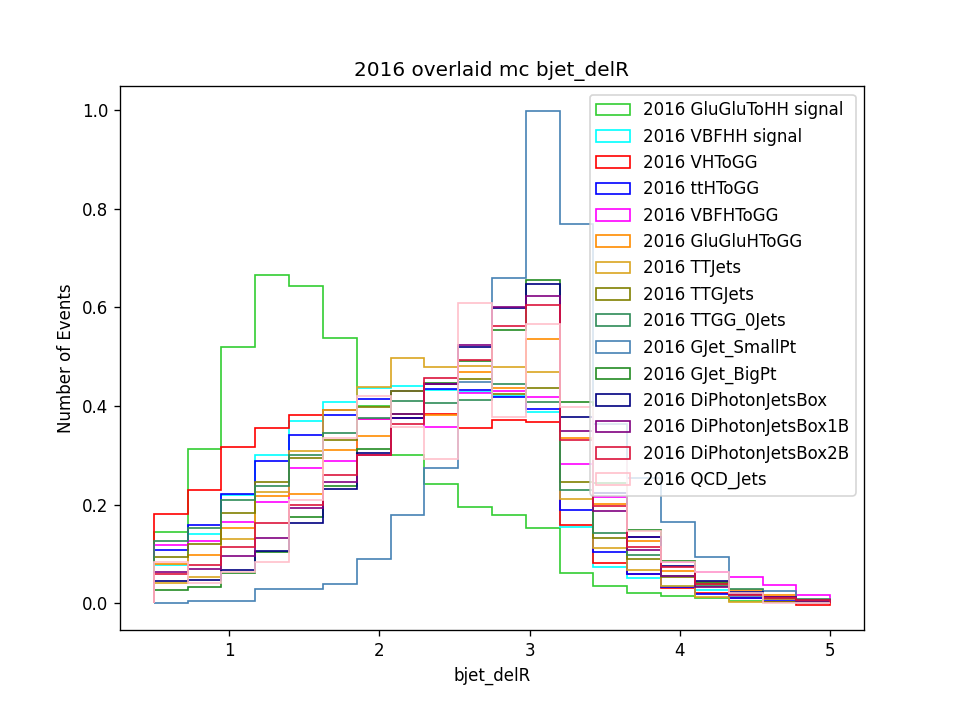 2016 overlaid mc bjet_delR
1.0
0.8
0.6
0.4
0.2
0.0
Number of Events
1
2
3
4
5
bjet_delR
2016 GluGluToHH signal
2016 VBFHH signal
2016 VHToGG
2016 ttHToGG
2016 VBFHToGG
2016 GluGluHToGG
2016 TTJets
2016 TTGJets
2016 TTGG_0Jets
2016 GJet_SmallPt
2016 GJet_BigPt
2016 DiPhotonJetsBox
2016 DiPhotonJetsBox1B
2016 DiPhotonJetsBox2B
2016 QCD_Jets